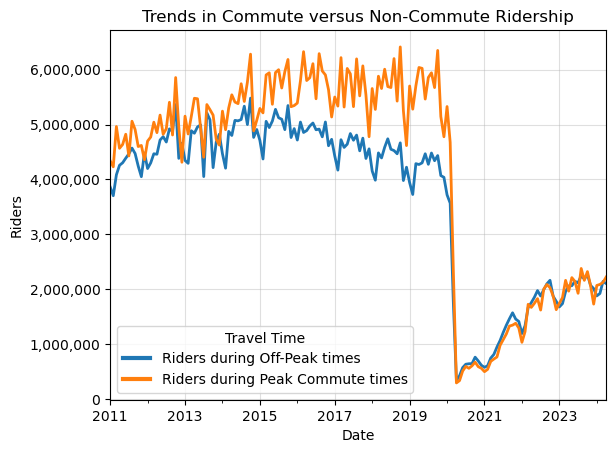 Trends in Commute versus Non-Commute Ridership
Riders
6,000,000
5,000,000
4,000,000
3,000,000
2,000,000
1,000,000
0
Travel Time
Riders during Off-Peak times
Riders during Peak Commute times
2011 2013 2015 2017 2019 2021 2023
Date